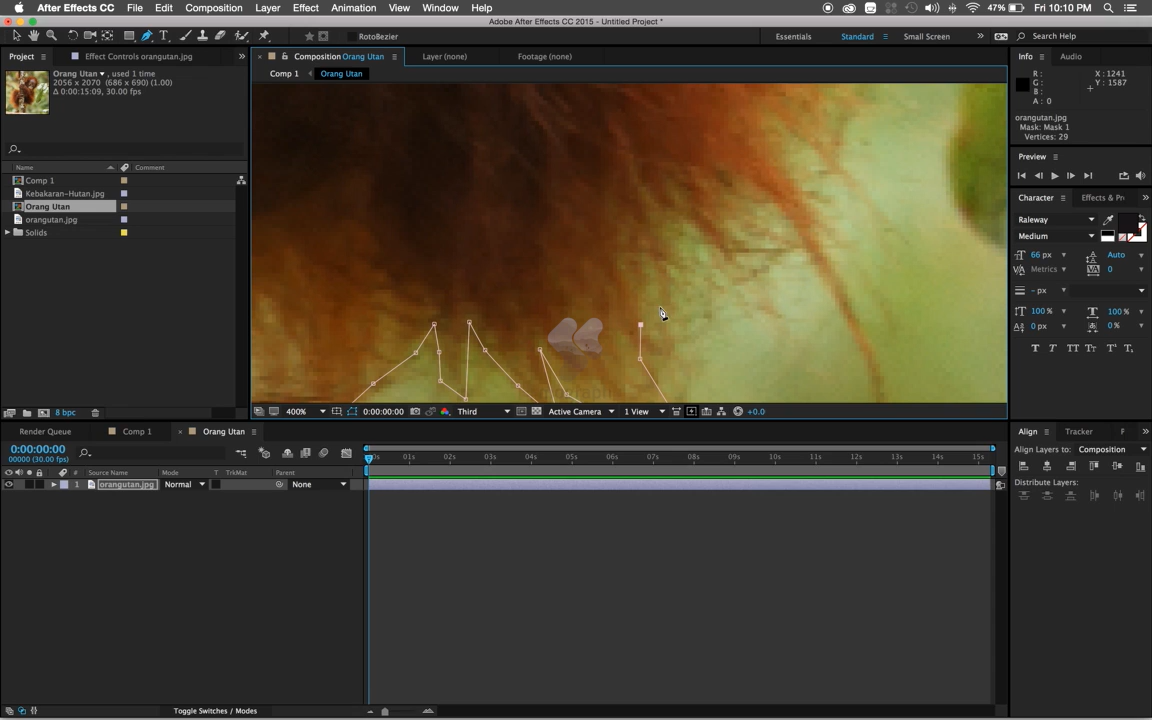 After Effects CC File Edit Composition Layer Effect Animation View Window Help 47% Fri 10:10 PM
Adobe After Effects CC 2015 - Untitled Project *
RotoBezier Essentials Standard Small Screen Search Help
Project Effect Controls orangutan.jpg Composition Orang Utan Layer (none) Footage (none) Info Audio
Comp 1 Orang Utan
Orang Utan , used 1 time
2056 x 2070 (686 x 690) (1.00)
Δ 0:00:15:09, 30.00 fps
R :
G :
B :
A : 0
X : 1241
Y : 1587
orangutan.jpg
Mask: Mask 1
Vertices: 29
Preview
Name Comment
Comp 1
Kebakaran-Hutan.jpg
Orang Utan
orangutan.jpg
Solids
Character Effects & Pr
Raleway
Medium
66 px Auto
Metrics 0
- px
100% 100%
0 px 0%
T T TT Tт T¹ T₁
8 bpc
400% 0:00:00:00 Third Active Camera 1 View +0.0
Render Queue Comp 1 Orang Utan
Align Tracker F
0:00:00:00
00000 (30.00 fps)
Align Layers to: Composition
Distribute Layers:
01s 02s 03s 04s 05s 06s 07s 08s 09s 10s 11s 12s 13s 14s 15s
# Source Name Mode T TrkMat Parent
1 orangutan.jpg Normal None
Toggle Switches / Modes